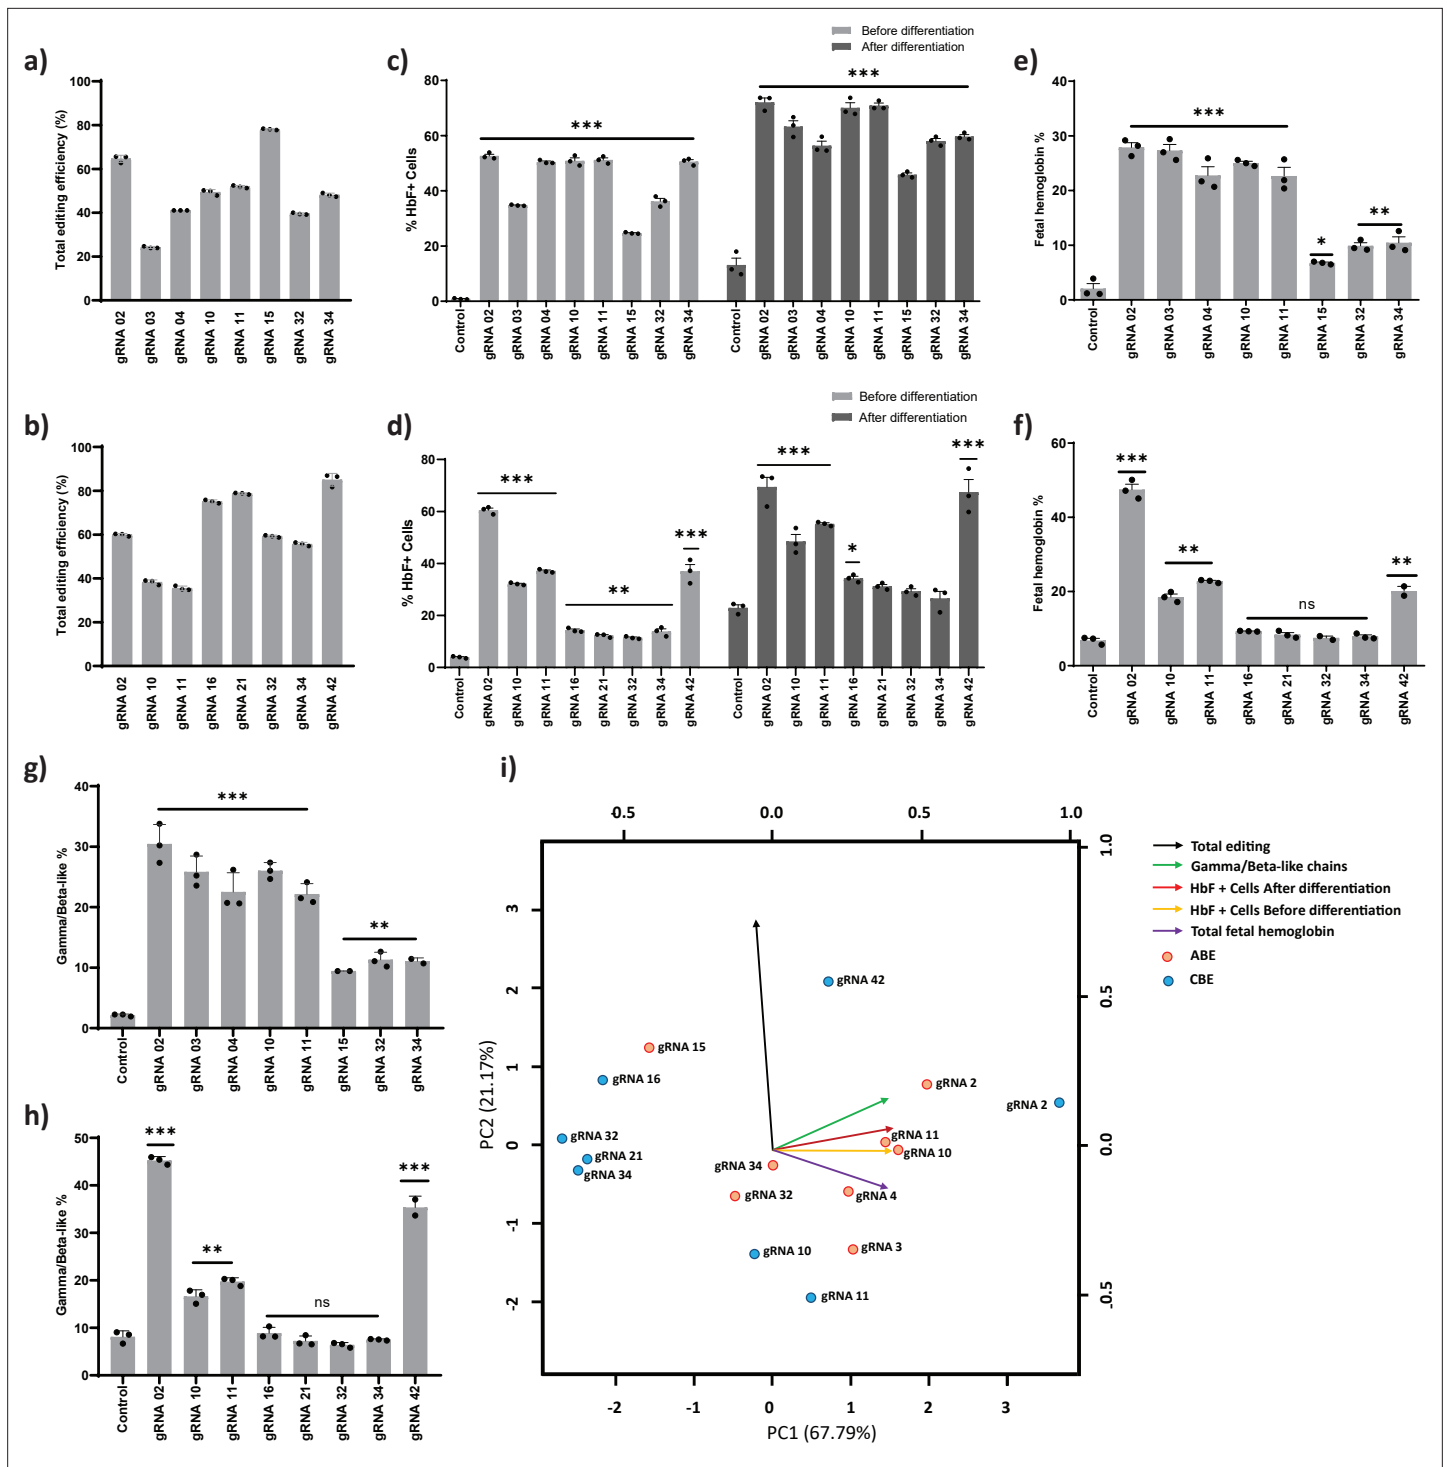 a)
Total editing efficiency (%)
100
80
60
40
20
0
gRNA 02
gRNA 03
gRNA 04
gRNA 10
gRNA 11
gRNA 15
gRNA 32
gRNA 34
c)
Before differentiation
After differentiation
% HbF+ Cells
80
60
40
20
0
***
***
Control
gRNA 02
gRNA 03
gRNA 04
gRNA 10
gRNA 11
gRNA 15
gRNA 32
gRNA 34
Control
gRNA 02
gRNA 03
gRNA 04
gRNA 10
gRNA 11
gRNA 15
gRNA 32
gRNA 34
e)
Fetal hemoglobin %
40
30
20
10
0
***
*
**
Control
gRNA 02
gRNA 03
gRNA 04
gRNA 10
gRNA 11
gRNA 15
gRNA 32
gRNA 34
b)
Total editing efficiency (%)
100
80
60
40
20
0
gRNA 02
gRNA 10
gRNA 11
gRNA 16
gRNA 21
gRNA 32
gRNA 34
gRNA 42
d)
Before differentiation
After differentiation
% HbF+ Cells
80
60
40
20
0
***
**
***
***
*
***
Control
gRNA 02
gRNA 10
gRNA 11
gRNA 16
gRNA 21
gRNA 32
gRNA 34
gRNA 42
Control
gRNA 02
gRNA 10
gRNA 11
gRNA 16
gRNA 21
gRNA 32
gRNA 34
gRNA 42
f)
Fetal hemoglobin %
60
40
20
0
***
**
ns
**
Control
gRNA 02
gRNA 10
gRNA 11
gRNA 16
gRNA 21
gRNA 32
gRNA 34
gRNA 42
g)
Gamma/Beta-like %
40
30
20
10
0
***
**
Control
gRNA 02
gRNA 03
gRNA 04
gRNA 10
gRNA 11
gRNA 15
gRNA 32
gRNA 34
h)
Gamma/Beta-like %
50
40
30
20
10
0
***
**
ns
***
Control
gRNA 02
gRNA 10
gRNA 11
gRNA 16
gRNA 21
gRNA 32
gRNA 34
gRNA 42
i)
-0.5 0.0 0.5 1.0
1.0
0.5
0.0
-0.5
PC2 (21.17%)
3
2
1
0
-1
-2
gRNA 42
gRNA 15
gRNA 16
gRNA 2
gRNA 2
gRNA 32
gRNA 11
gRNA 10
gRNA 21
gRNA 34
gRNA 34
gRNA 32
gRNA 4
gRNA 10
gRNA 3
gRNA 11
-2 -1 0 1 2 3
PC1 (67.79%)
Total editing
Gamma/Beta-like chains
HbF + Cells After differentiation
HbF + Cells Before differentiation
Total fetal hemoglobin
ABE
CBE